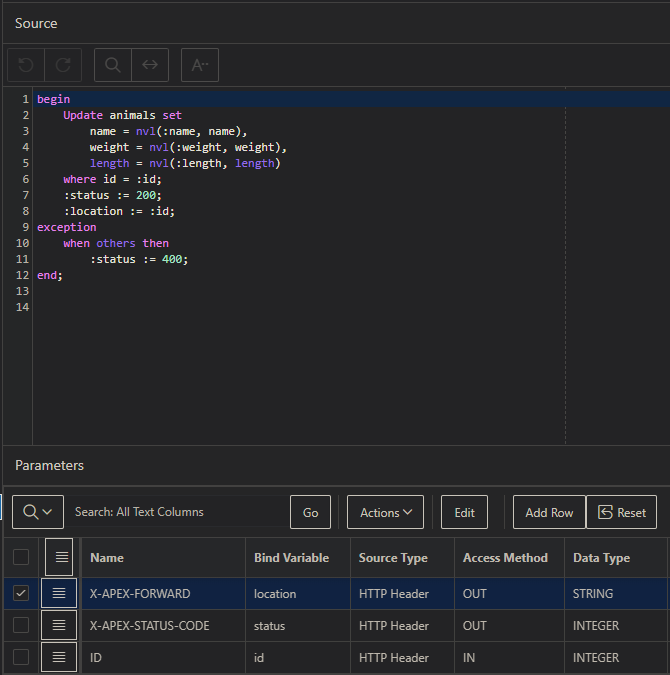 Source
A
1 begin
2 Update animals set
3 name = nvl(:name, name),
4 weight = nvl(:weight, weight),
5 length = nvl(:length, length)
6 where id = :id;
7 :status := 200;
8 :location := :id;
9 exception
10 when others then
11 :status := 400;
12 end;
13
14
Parameters
Search: All Text Columns Go Actions Edit Add Row Reset
Name Bind Variable Source Type Access Method Data Type
X-APEX-FORWARD location HTTP Header OUT STRING
X-APEX-STATUS-CODE status HTTP Header OUT INTEGER
ID id HTTP Header IN INTEGER